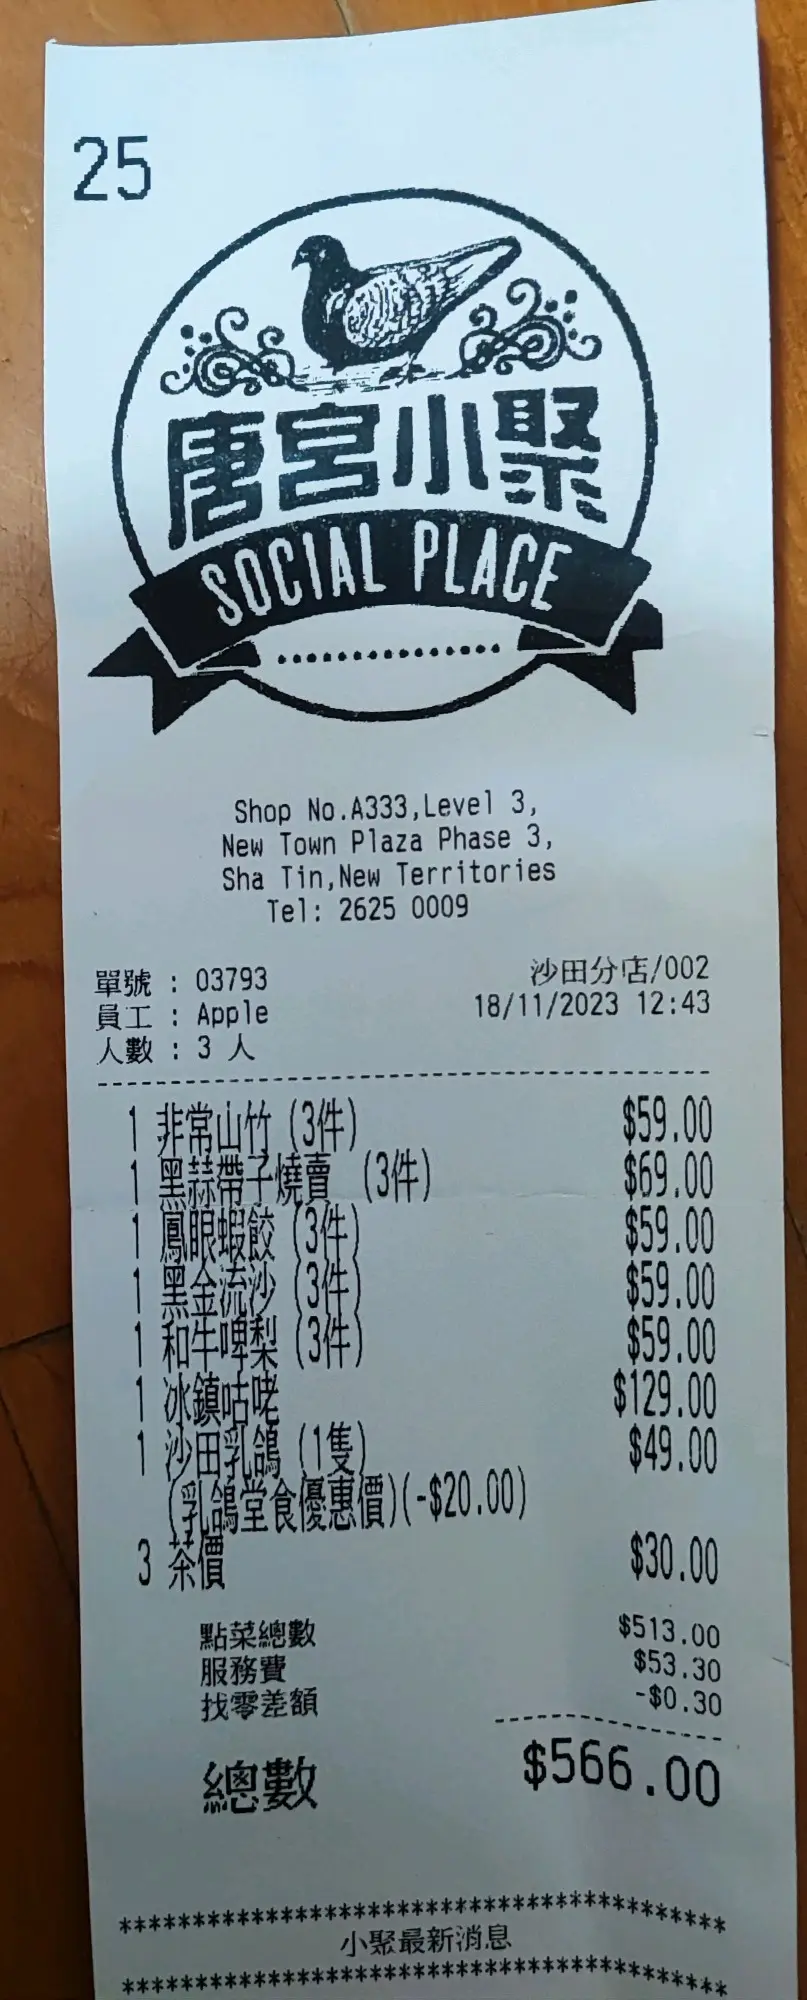 25
唐宮小聚
SOCIAL PLACE
Shop No.A333,Level 3,
New Town Plaza Phase 3,
Sha Tin,New Territories
Tel: 2625 0009
單號 : 03793 沙田分店/002
員工 : Apple 18/11/2023 12:43
人數 : 3 人
1 非常山竹 (3件) $59.00
1 黑蒜帶子燒賣 (3件) $69.00
1 鳳眼蝦餃 (3件) $59.00
1 黑金流沙 (3件) $59.00
1 和牛啤梨 (3件) $59.00
1 冰鎮咕咾 $129.00
1 沙田乳鴿 (1隻) $49.00
(乳鴿堂食優惠價)(-$20.00)
3 茶價 $30.00
點菜總數 $513.00
服務費 $53.30
找零差額 -$0.30
總數 $566.00
******************************************
小聚最新消息
******************************************